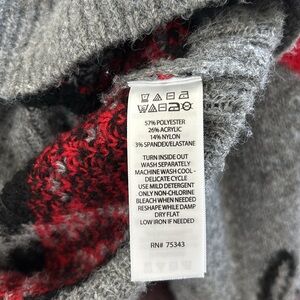 57% POLYESTER
26% ACRYLIC
14% NYLON
3% SPANDEX/ELASTANE
TURN INSIDE OUT
WASH SEPARATELY
MACHINE WASH COOL -
DELICATE CYCLE
USE MILD DETERGENT
ONLY NON-CHLORINE
BLEACH WHEN NEEDED
RESHAPE WHILE DAMP
DRY FLAT
LOW IRON IF NEEDED
RN# 75343